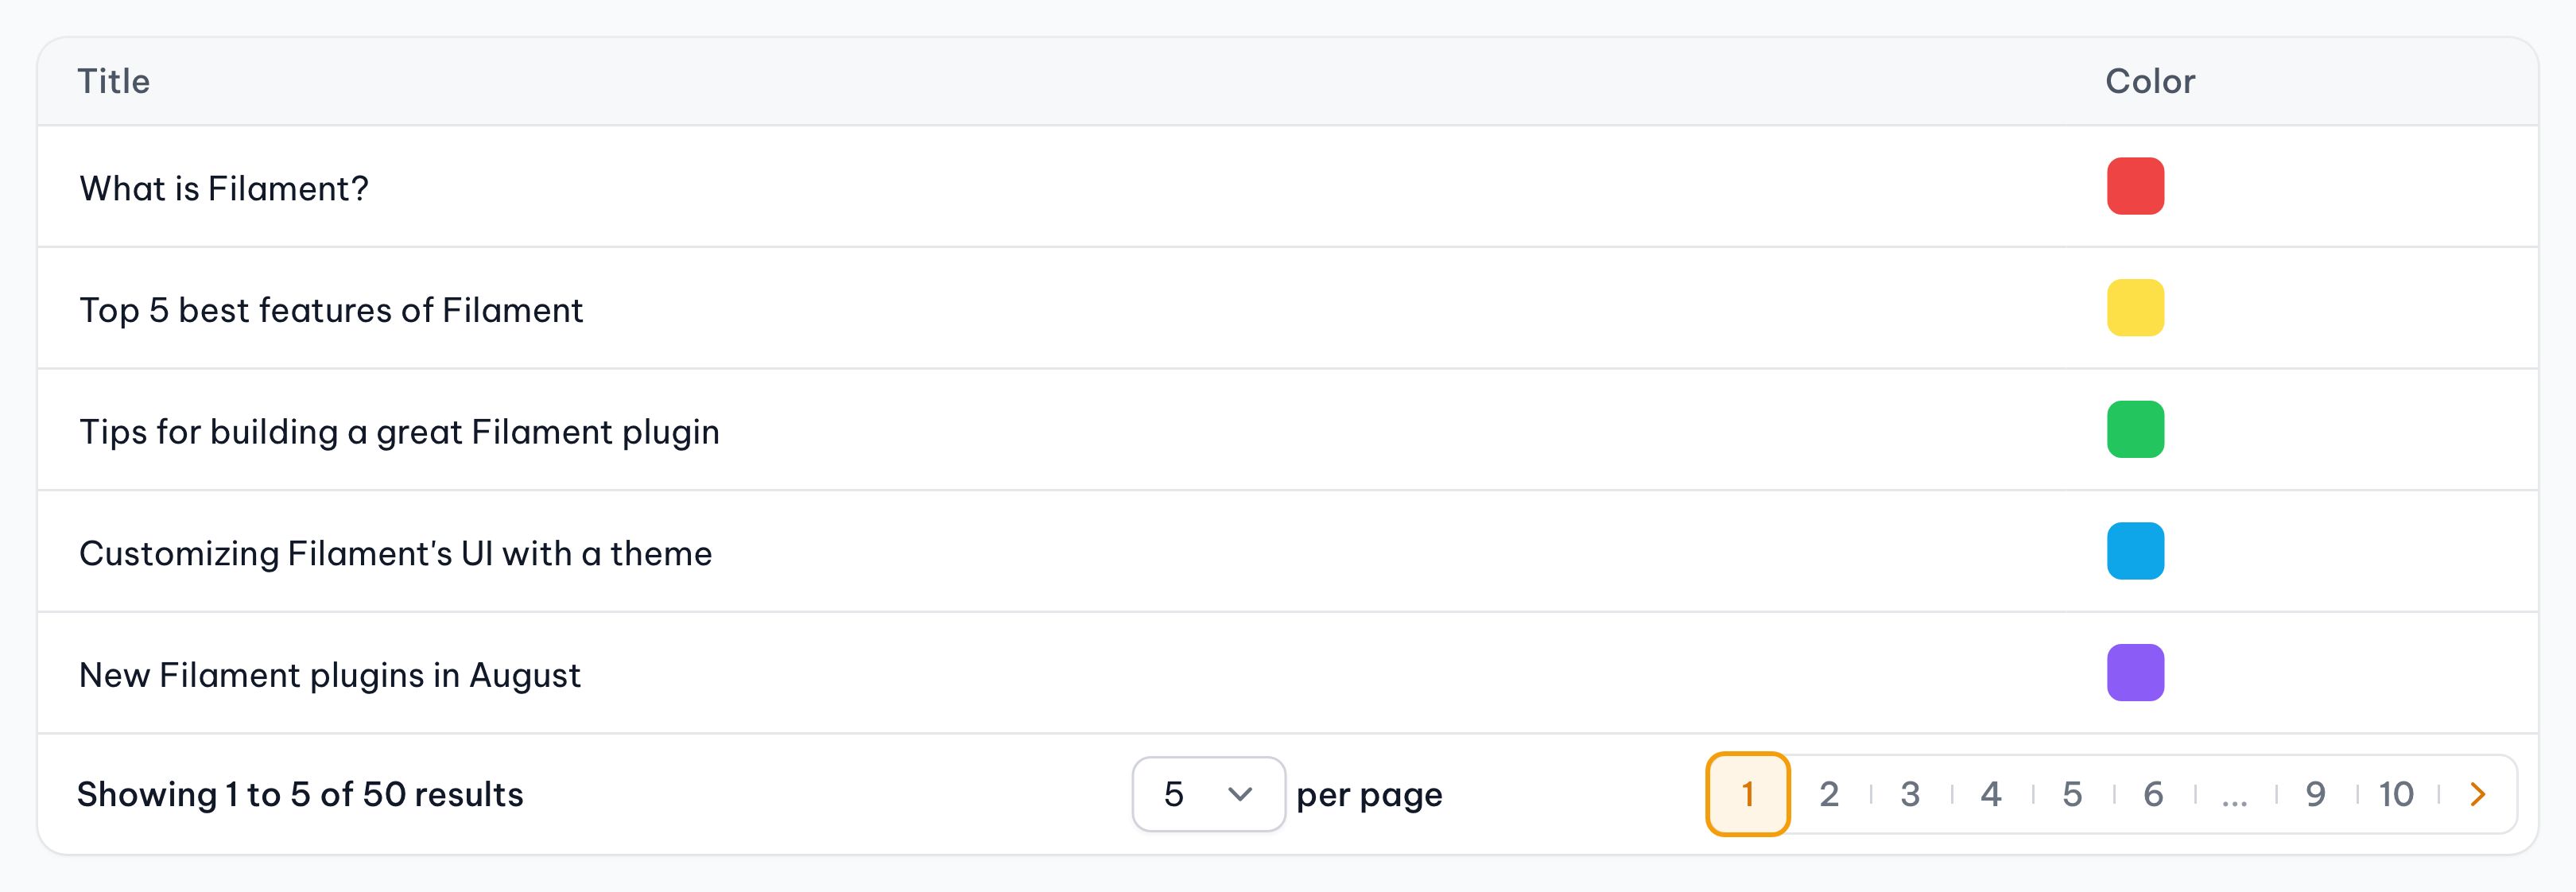 Title Color
What is Filament?
Top 5 best features of Filament
Tips for building a great Filament plugin
Customizing Filament's UI with a theme
New Filament plugins in August
Showing 1 to 5 of 50 results 5 per page 1 2 3 4 5 6 ... 9 10